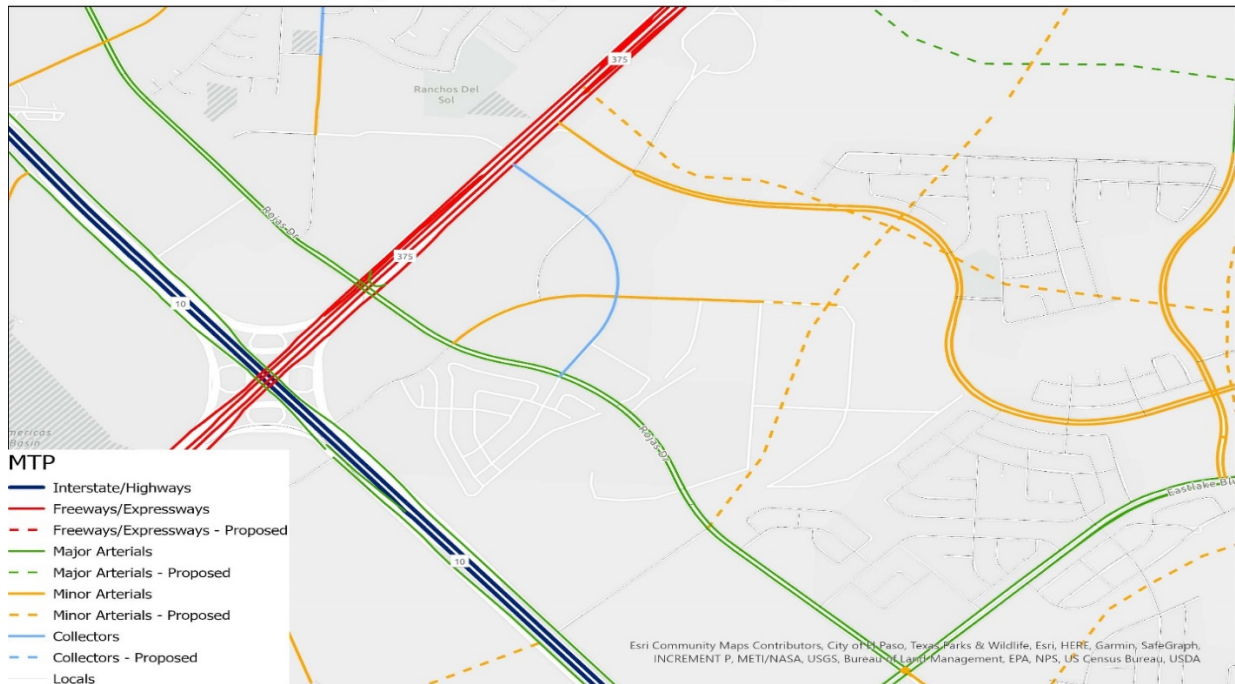 375
Ranchos Del
Sol
Rojas Dr
375
10
Rojas Dr
mericas
Basin
Eastlake Blv
10
MTP
Interstate/Highways
Freeways/Expressways
Freeways/Expressways - Proposed
Major Arterials
Major Arterials - Proposed
Minor Arterials
Minor Arterials - Proposed
Collectors
Collectors - Proposed
Locals
Esri Community Maps Contributors, City of El Paso, Texas Parks & Wildlife, Esri, HERE, Garmin, SafeGraph,
INCREMENT P, METI/NASA, USGS, Bureau of Land Management, EPA, NPS, US Census Bureau, USDA